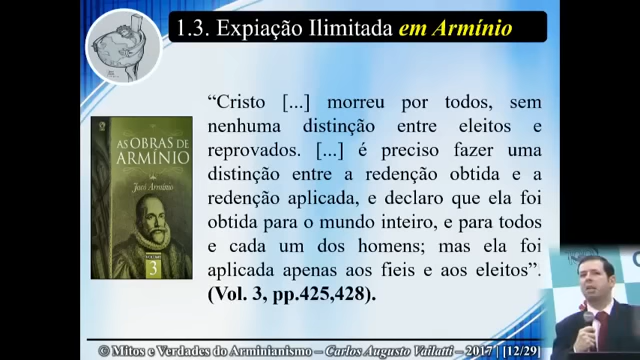 1.3. Expiação Ilimitada em Armínio
“Cristo [...] morreu por todos, sem
nenhuma distinção entre eleitos e
reprovados. [...] é preciso fazer uma
distinção entre a redenção obtida e a
redenção aplicada, e declaro que ela foi
obtida para o mundo inteiro, e para todos
e cada um dos homens; mas ela foi
aplicada apenas aos fieis e aos eleitos”.
(Vol. 3, pp.425,428).
AS OBRAS DE
ARMÍNIO
Jacó Armínio
VOLUME
3
© Mitos e Verdades do Arminianismo – Carlos Augusto Vailatti – 2017 | [12/29]